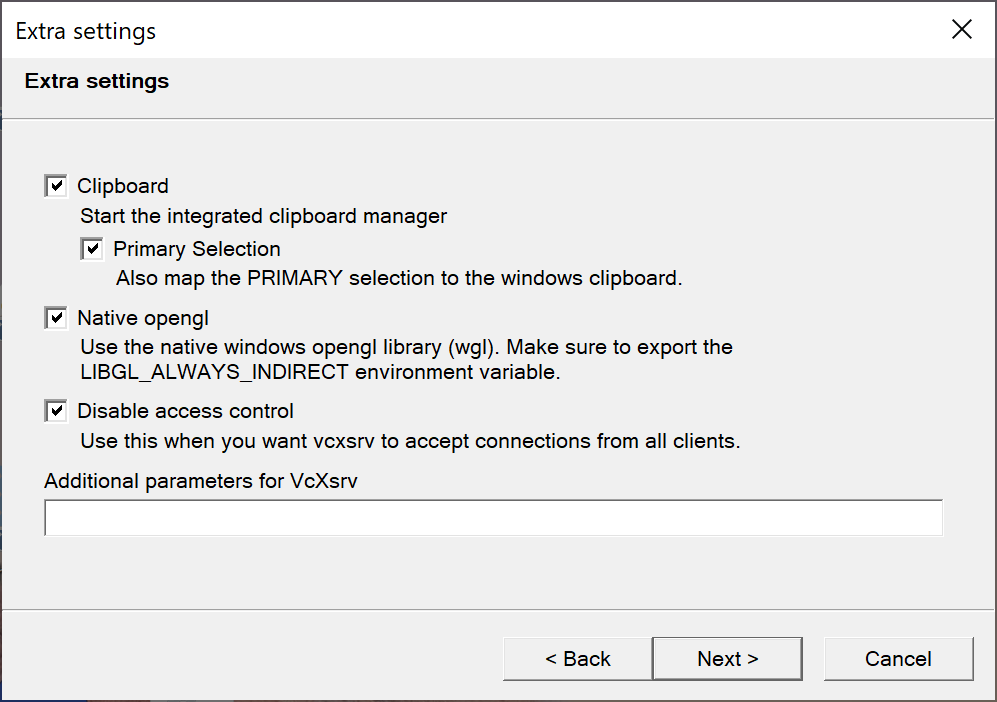 Extra settings
Extra settings
Clipboard
Start the integrated clipboard manager
Primary Selection
Also map the PRIMARY selection to the windows clipboard.
Native opengl
Use the native windows opengl library (wgl). Make sure to export the
LIBGL_ALWAYS_INDIRECT environment variable.
Disable access control
Use this when you want vcxsrv to accept connections from all clients.
Additional parameters for VcXsrv
< Back
Next >
Cancel